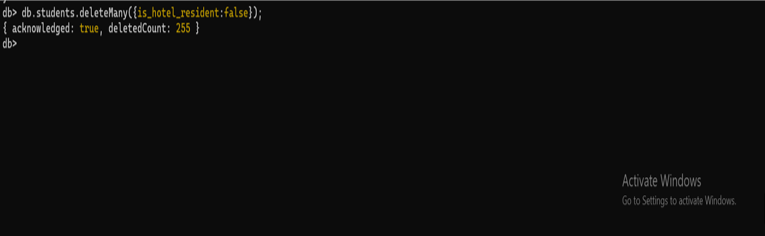 db> db.students.deleteMany({is_hotel_resident:false});
{ acknowledged: true, deletedCount: 255 }
db>
Activate Windows
Go to Settings to activate Windows.